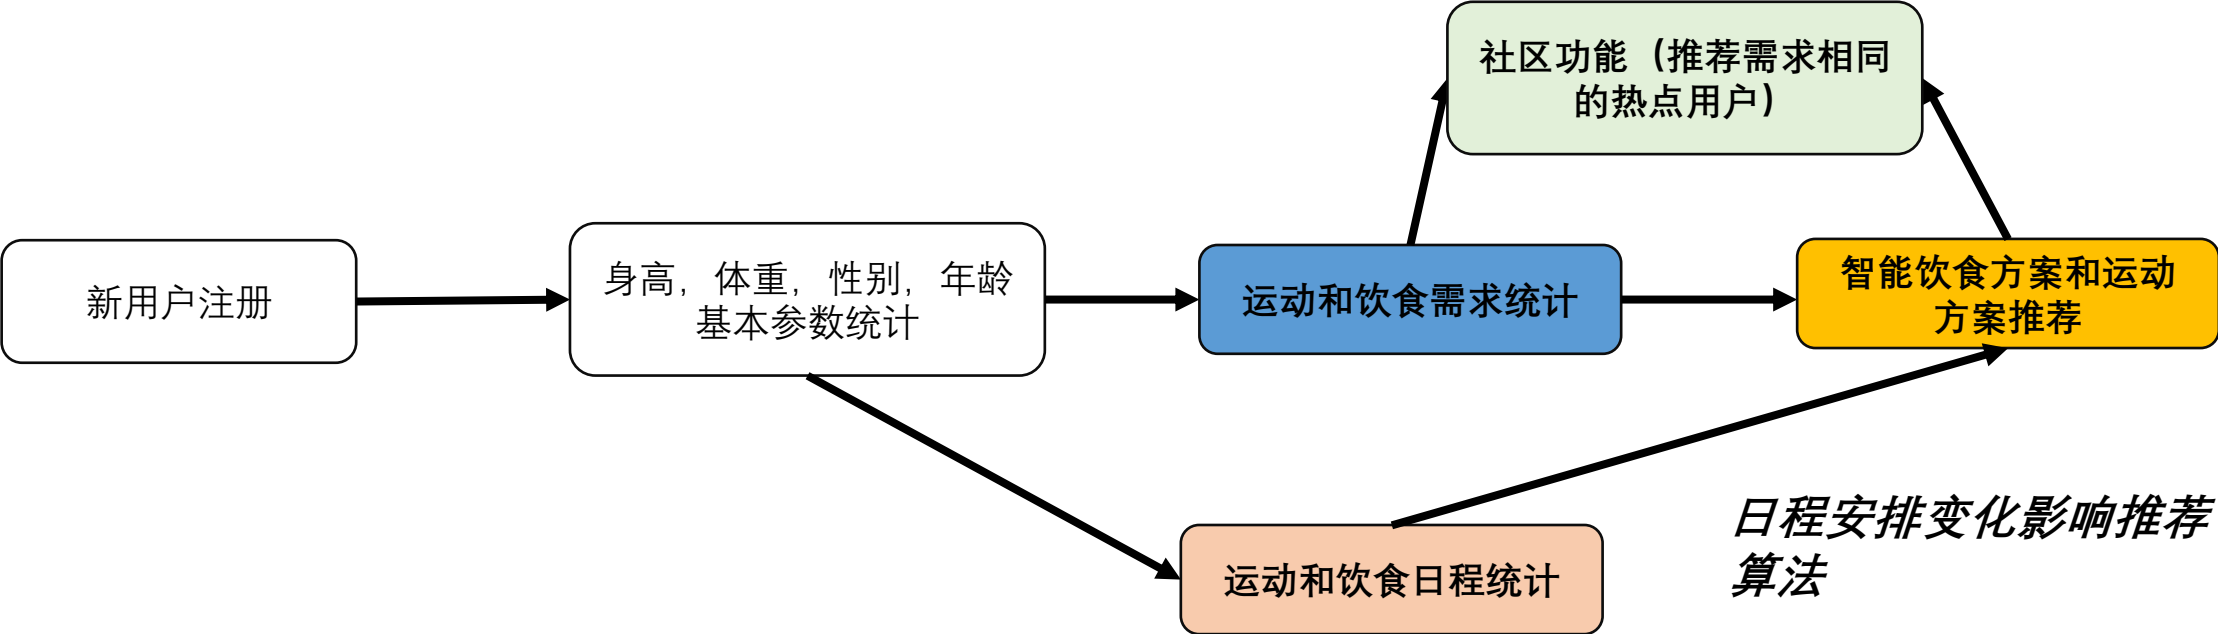 社区功能（推荐需求相同
的热点用户）
新用户注册
身高，体重，性别，年龄
基本参数统计
运动和饮食需求统计
智能饮食方案和运动
方案推荐
运动和饮食日程统计
日程安排变化影响推荐
算法